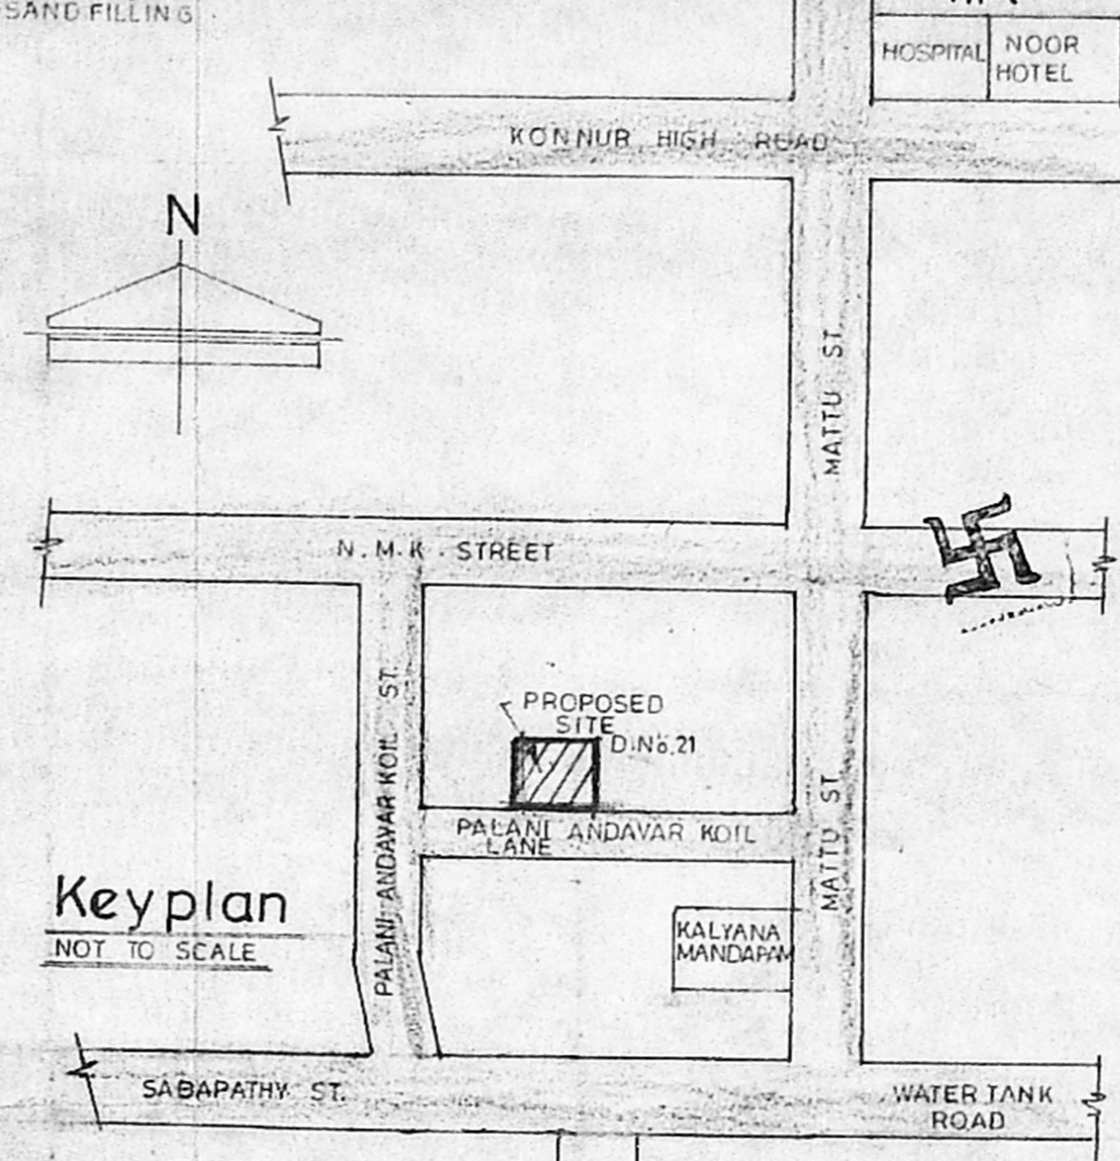 SAND FILLING
HOSPITAL
NOOR
HOTEL
KONNUR HIGH ROAD
N
MATTU ST.
N.M.K. STREET
PALANI ANDAVAR KOIL ST.
PROPOSED
SITE
D.No.21
PALANI ANDAVAR KOIL
LANE
MATTU ST
Keyplan
NOT TO SCALE
KALYANA
MANDAPAM
SABAPATHY ST.
WATER TANK
ROAD